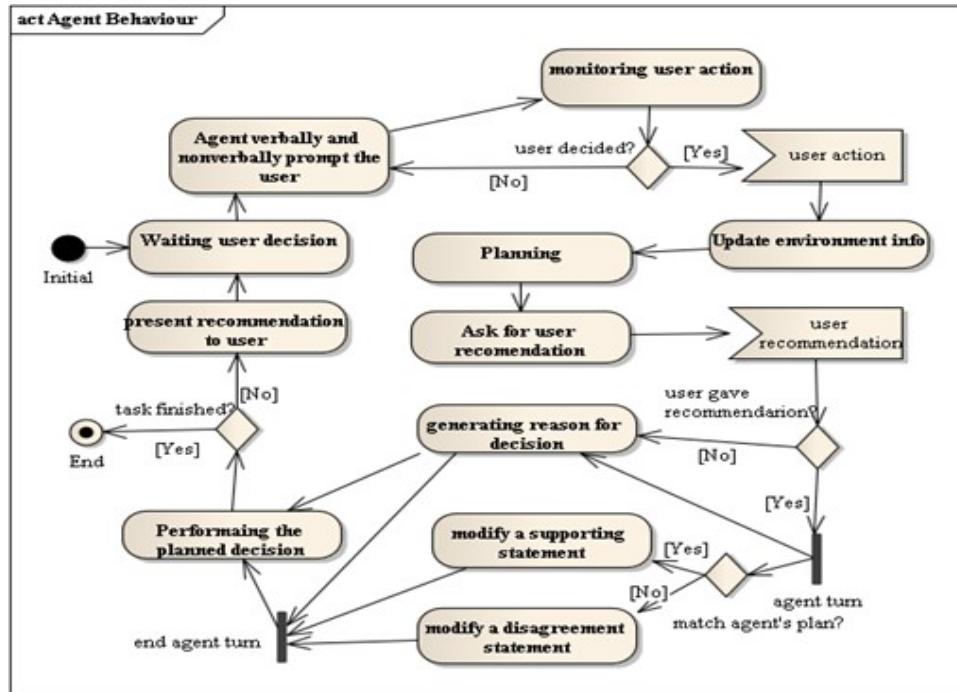 act Agent Behaviour
monitoring user action
Agent verbally and
nonverbally prompt the
user
user decided?
[Yes]
[No]
user action
Waiting user decision
Initial
Update environment info
Planning
present recommendation
to user
Ask for user
recomendation
user
recommendation
[No]
task finished?
[Yes]
End
user gave
recommendarion?
generating reason for
decision
[No]
[Yes]
Performaing the
planned decision
modify a supporting
statement
[Yes]
[No]
agent turn
match agent's plan?
end agent turn
modify a disagreement
statement